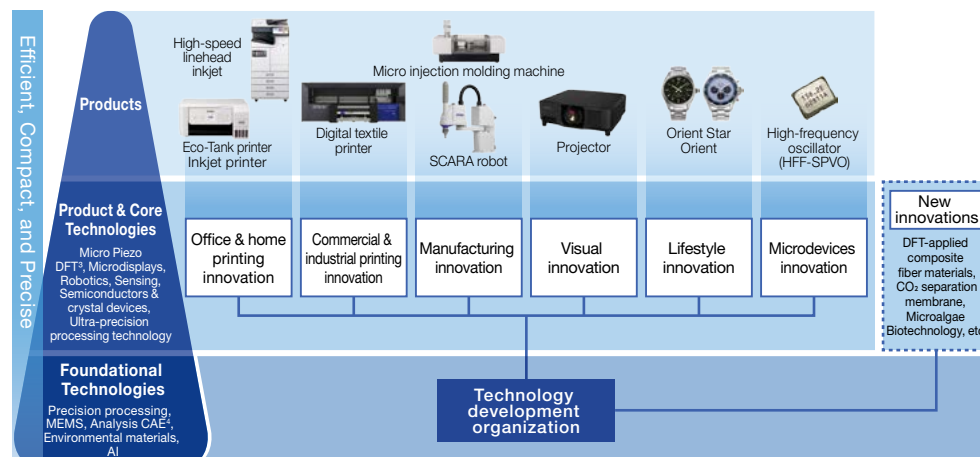 Efficient, Compact, and Precise
Products
High-speed
linehead
inkjet
Eco-Tank printer
Inkjet printer
Digital textile
printer
Micro injection molding machine
SCARA robot
Projector
Orient Star
Orient
High-frequency
oscillator
(HFF-SPVO)
Product & Core
Technologies
Micro Piezo
DFT³, Microdisplays,
Robotics, Sensing,
Semiconductors &
crystal devices,
Ultra-precision
processing technology
Office & home
printing
innovation
Commercial &
industrial printing
innovation
Manufacturing
innovation
Visual
innovation
Lifestyle
innovation
Microdevices
innovation
New
innovations
DFT-applied
composite
fiber materials,
CO₂ separation
membrane,
Microalgae
Biotechnology, etc
Foundational
Technologies
Precision processing,
MEMS, Analysis CAE⁴,
Environmental materials,
AI
Technology
development
organization